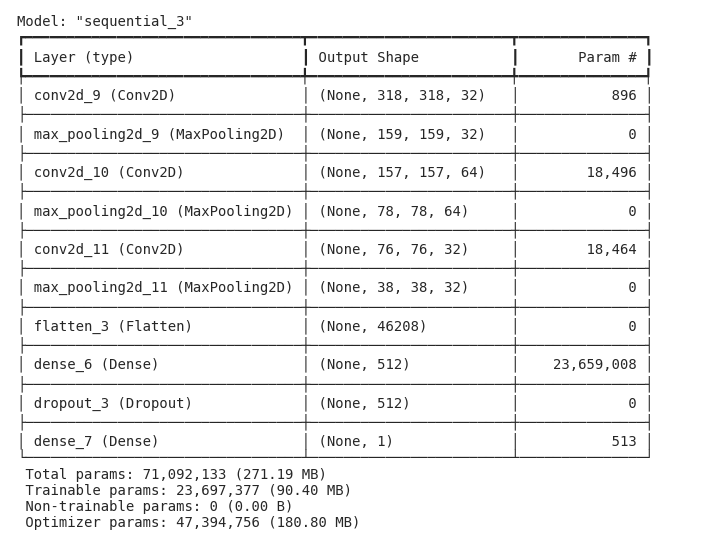 Model: "sequential_3"
Layer (type) Output Shape Param #
conv2d_9 (Conv2D) (None, 318, 318, 32) 896
max_pooling2d_9 (MaxPooling2D) (None, 159, 159, 32) 0
conv2d_10 (Conv2D) (None, 157, 157, 64) 18,496
max_pooling2d_10 (MaxPooling2D) (None, 78, 78, 64) 0
conv2d_11 (Conv2D) (None, 76, 76, 32) 18,464
max_pooling2d_11 (MaxPooling2D) (None, 38, 38, 32) 0
flatten_3 (Flatten) (None, 46208) 0
dense_6 (Dense) (None, 512) 23,659,008
dropout_3 (Dropout) (None, 512) 0
dense_7 (Dense) (None, 1) 513
Total params: 71,092,133 (271.19 MB)
Trainable params: 23,697,377 (90.40 MB)
Non-trainable params: 0 (0.00 B)
Optimizer params: 47,394,756 (180.80 MB)